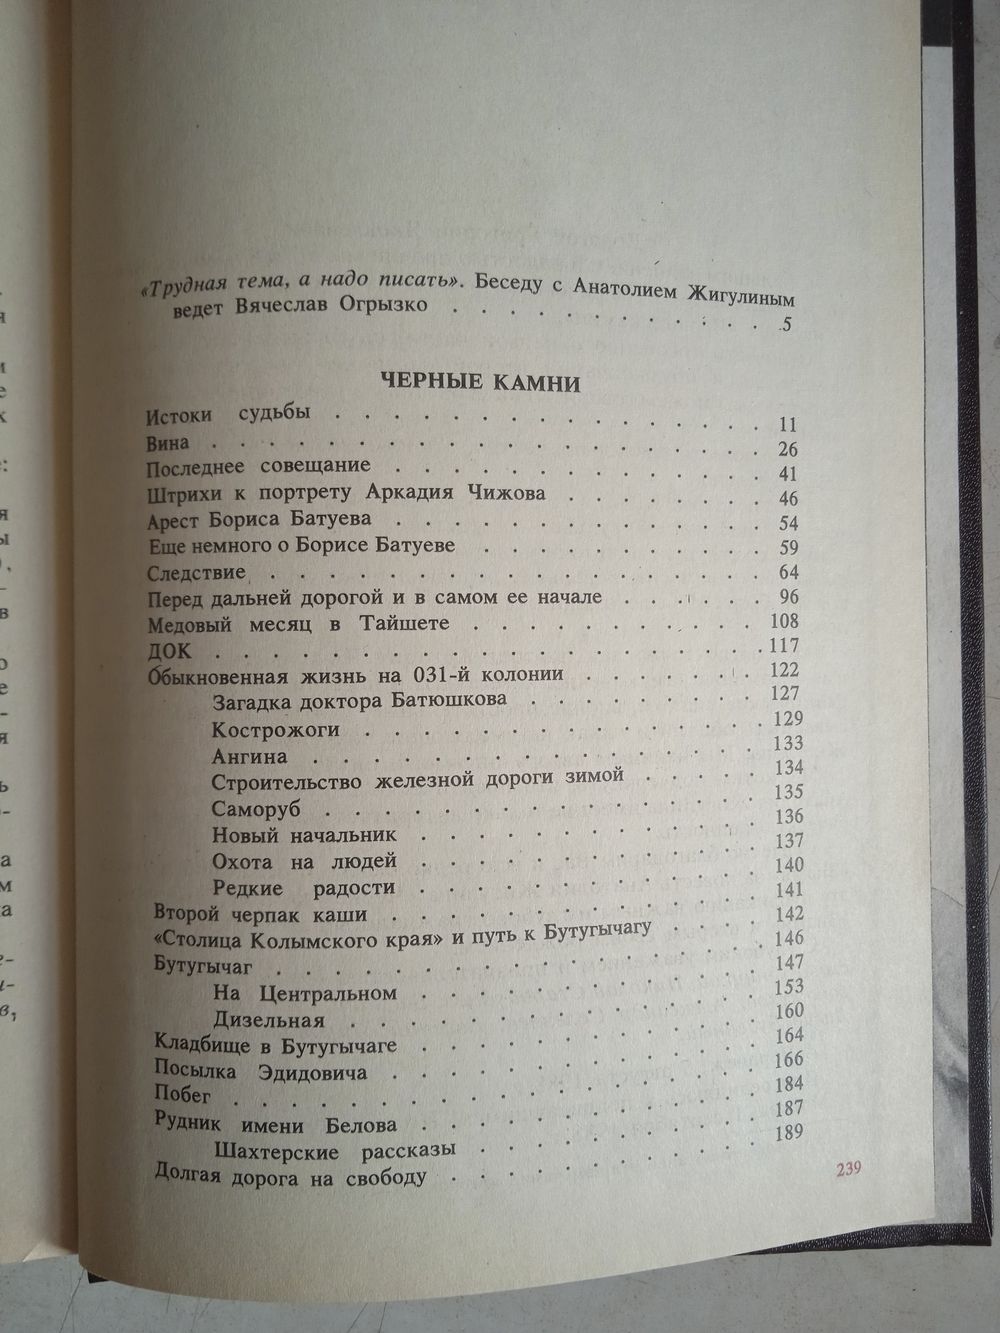 «Трудная тема, а надо писать». Беседу с Анатолием Жигулиным
ведет Вячеслав Огрызко . . . . . . . . . . . 5
ЧЕРНЫЕ КАМНИ
Истоки судьбы . . . . . . . . . . . . . . . 11
Вина . . . . . . . . . . . . . . . . . . . 26
Последнее совещание . . . . . . . . . . . . . 41
Штрихи к портрету Аркадия Чижова . . . . . . . 46
Арест Бориса Батуева . . . . . . . . . . . . . 54
Еще немного о Борисе Батуеве . . . . . . . . . . 59
Следствие . . . . . . . . . . . . . . . . . 64
Перед дальней дорогой и в самом ее начале . . . . . 96
Медовый месяц в Тайшете . . . . . . . . . . 108
ДОК . . . . . . . . . . . . . . . . . . . 117
Обыкновенная жизнь на 031-й колонии . . . . . . 122
Загадка доктора Батюшкова . . . . . . . . 127
Кострожоги . . . . . . . . . . . . . . 129
Ангина . . . . . . . . . . . . . . . . 133
Строительство железной дороги зимой . . . . 134
Саморуб . . . . . . . . . . . . . . . 135
Новый начальник . . . . . . . . . . . . 136
Охота на людей . . . . . . . . . . . . 137
Редкие радости . . . . . . . . . . . . 140
Второй черпак каши . . . . . . . . . . . . . 141
«Столица Колымского края» и путь к Бутугычагу . . . 142
Бутугычаг . . . . . . . . . . . . . . . . . 146
На Центральном . . . . . . . . . . . . 147
Дизельная . . . . . . . . . . . . . . 153
Кладбище в Бутугычаге . . . . . . . . . . . . 160
Посылка Эдидовича . . . . . . . . . . . . . 164
Побег . . . . . . . . . . . . . . . . . . 166
Рудник имени Белова . . . . . . . . . . . . 184
Шахтерские рассказы . . . . . . . . . . 187
Долгая дорога на свободу . . . . . . . . . . . 189
239